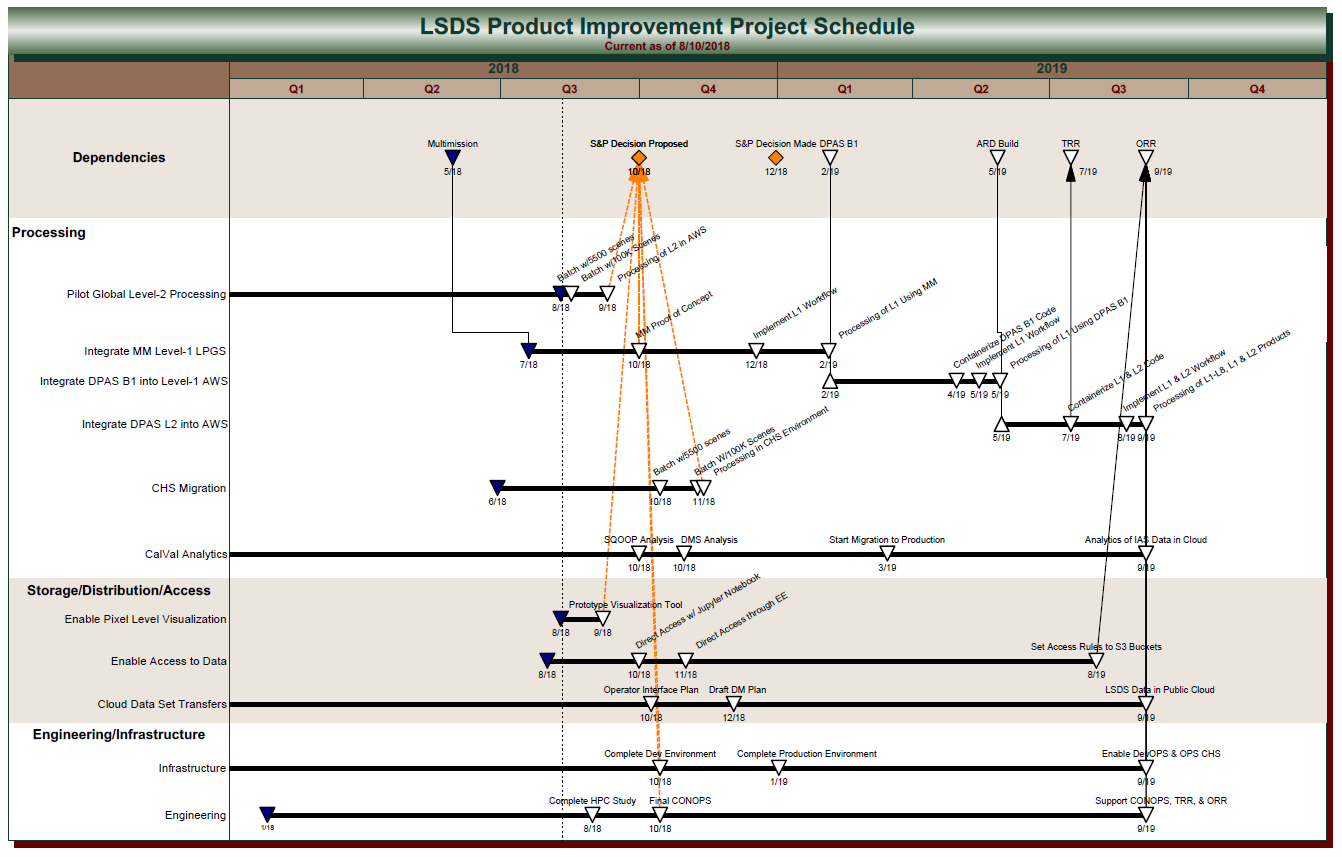 LSDS Product Improvement Project Schedule
Current as of 8/10/2018
2018 2019
Q1 Q2 Q3 Q4 Q1 Q2 Q3 Q4
Dependencies
Multimission S&P Decision Proposed S&P Decision Made DPAS B1 ARD Build TRR ORR
5/18 10/18 12/18 2/19 5/19 7/19 9/19
Processing
Batch w/5500 scenes Batch w/100K Scenes Processing of L2 in AWS
Pilot Global Level-2 Processing
8/18 9/18
MM Proof of Concept Implement L1 Workflow Processing of L1 Using MM
Integrate MM Level-1 LPGS
7/18 10/18 12/18 2/19
Containerize DPAS B1 Code Implement L1 Workflow Processing of L1 Using DPAS B1
Integrate DPAS B1 into Level-1 AWS
2/19 4/19 5/19 5/19
Containerize L1 & L2 Code Implement L1 & L2 Workflow Processing of L1-L8, L1 & L2 Products
Integrate DPAS L2 into AWS
5/19 7/19 8/19 9/19
Batch w/5500 scenes Batch W/100K Scenes Processing in CHS Environment
CHS Migration
6/18 10/18 11/18
SQOOP Analysis DMS Analysis Start Migration to Production Analytics of IAS Data in Cloud
CalVal Analytics
10/18 10/18 3/19 9/19
Storage/Distribution/Access
Prototype Visualization Tool
Enable Pixel Level Visualization
8/18 9/18
Direct Access w/ Jupyter Notebook Direct Access through EE Set Access Rules to S3 Buckets
Enable Access to Data
8/18 10/18 11/18 8/19
Operator Interface Plan Draft DM Plan LSDS Data in Public Cloud
Cloud Data Set Transfers
10/18 12/18 9/19
Engineering/Infrastructure
Complete Dev Environment Complete Production Environment Enable DevOPS & OPS CHS
Infrastructure
10/18 1/19 9/19
Complete HPC Study Final CONOPS Support CONOPS, TRR, & ORR
Engineering
1/18 8/18 10/18 9/19